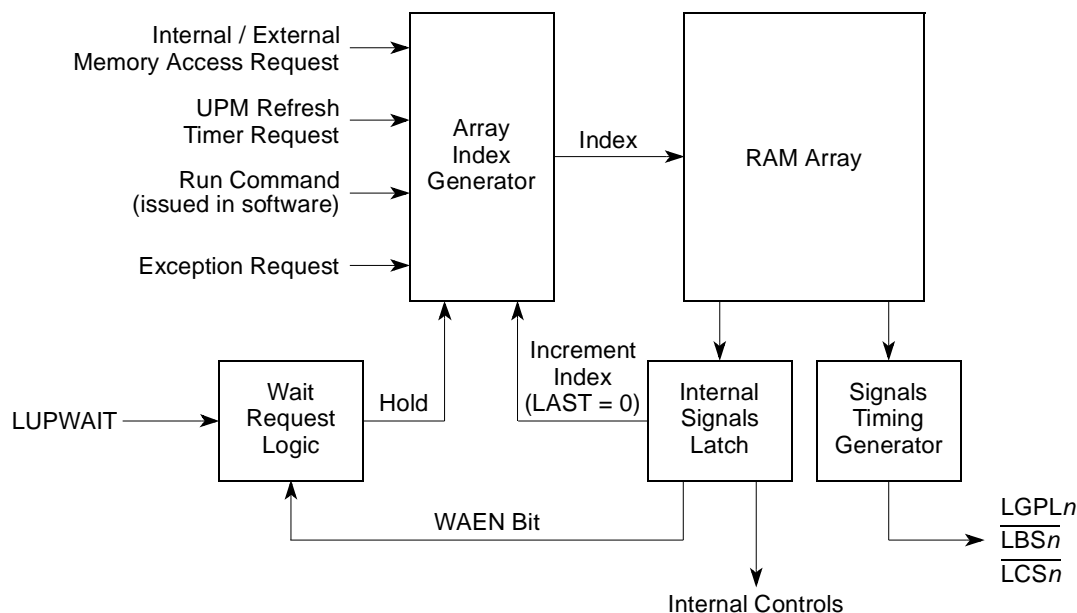 Internal / External
Memory Access Request
UPM Refresh
Timer Request
Run Command
(issued in software)
Exception Request
Array
Index
Generator
Index
RAM Array
LUPWAIT
Wait
Request
Logic
Hold
Increment
Index
(LAST = 0)
Internal
Signals
Latch
Signals
Timing
Generator
WAEN Bit
Internal Controls
LGPLn
LBSn
LCSn